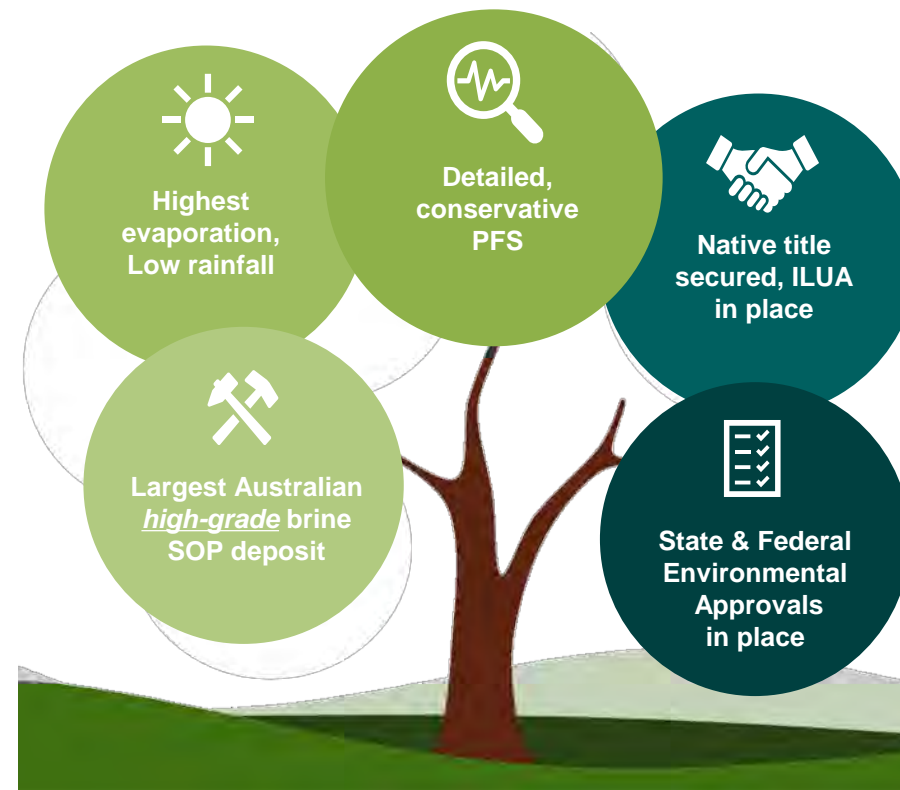 Highest
evaporation,
Low rainfall
Detailed,
conservative
PFS
Native title
secured, ILUA
in place
Largest Australian
high-grade brine
SOP deposit
State & Federal
Environmental
Approvals
in place